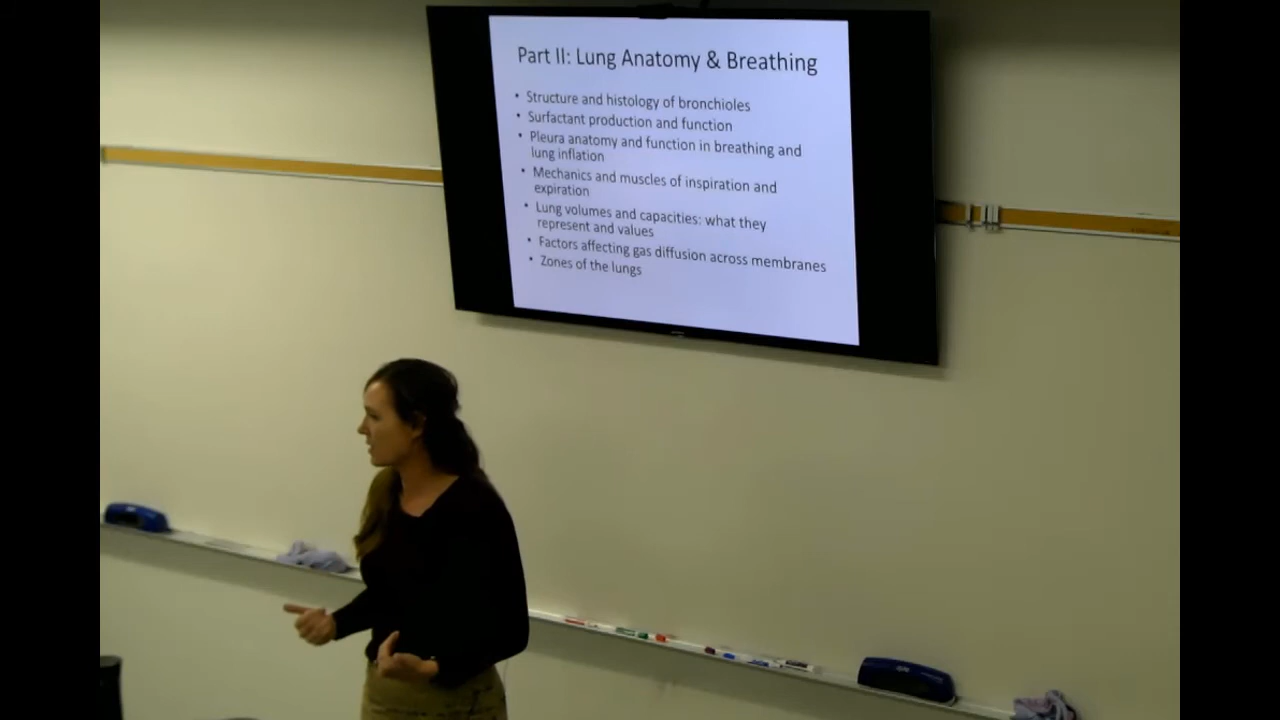 Part II: Lung Anatomy & Breathing
• Structure and histology of bronchioles
• Surfactant production and function
• Pleura anatomy and function in breathing and
lung inflation
• Mechanics and muscles of inspiration and
expiration
• Lung volumes and capacities: what they
represent and values
• Factors affecting gas diffusion across membranes
• Zones of the lungs